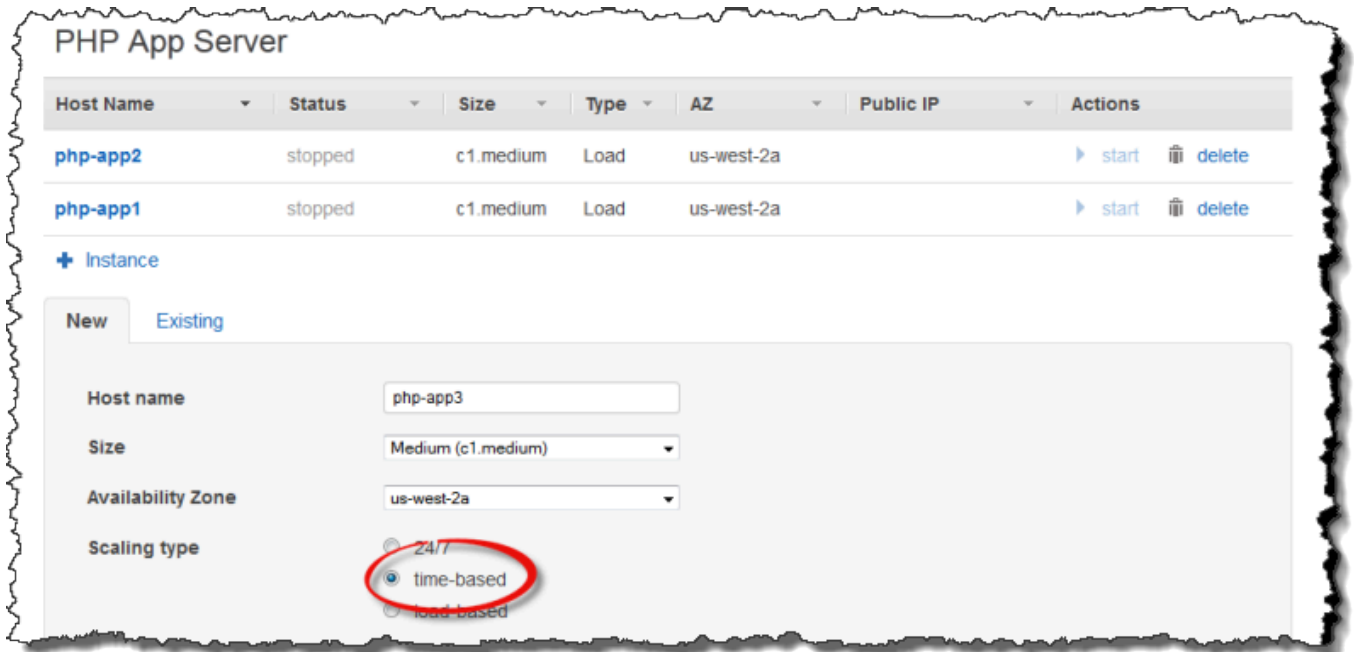 PHP App Server
Host Name Status Size Type AZ Public IP Actions
php-app2 stopped c1.medium Load us-west-2a start delete
php-app1 stopped c1.medium Load us-west-2a start delete
Instance
New Existing
Host name php-app3
Size Medium (c1.medium)
Availability Zone us-west-2a
Scaling type 24/7
time-based
load-based